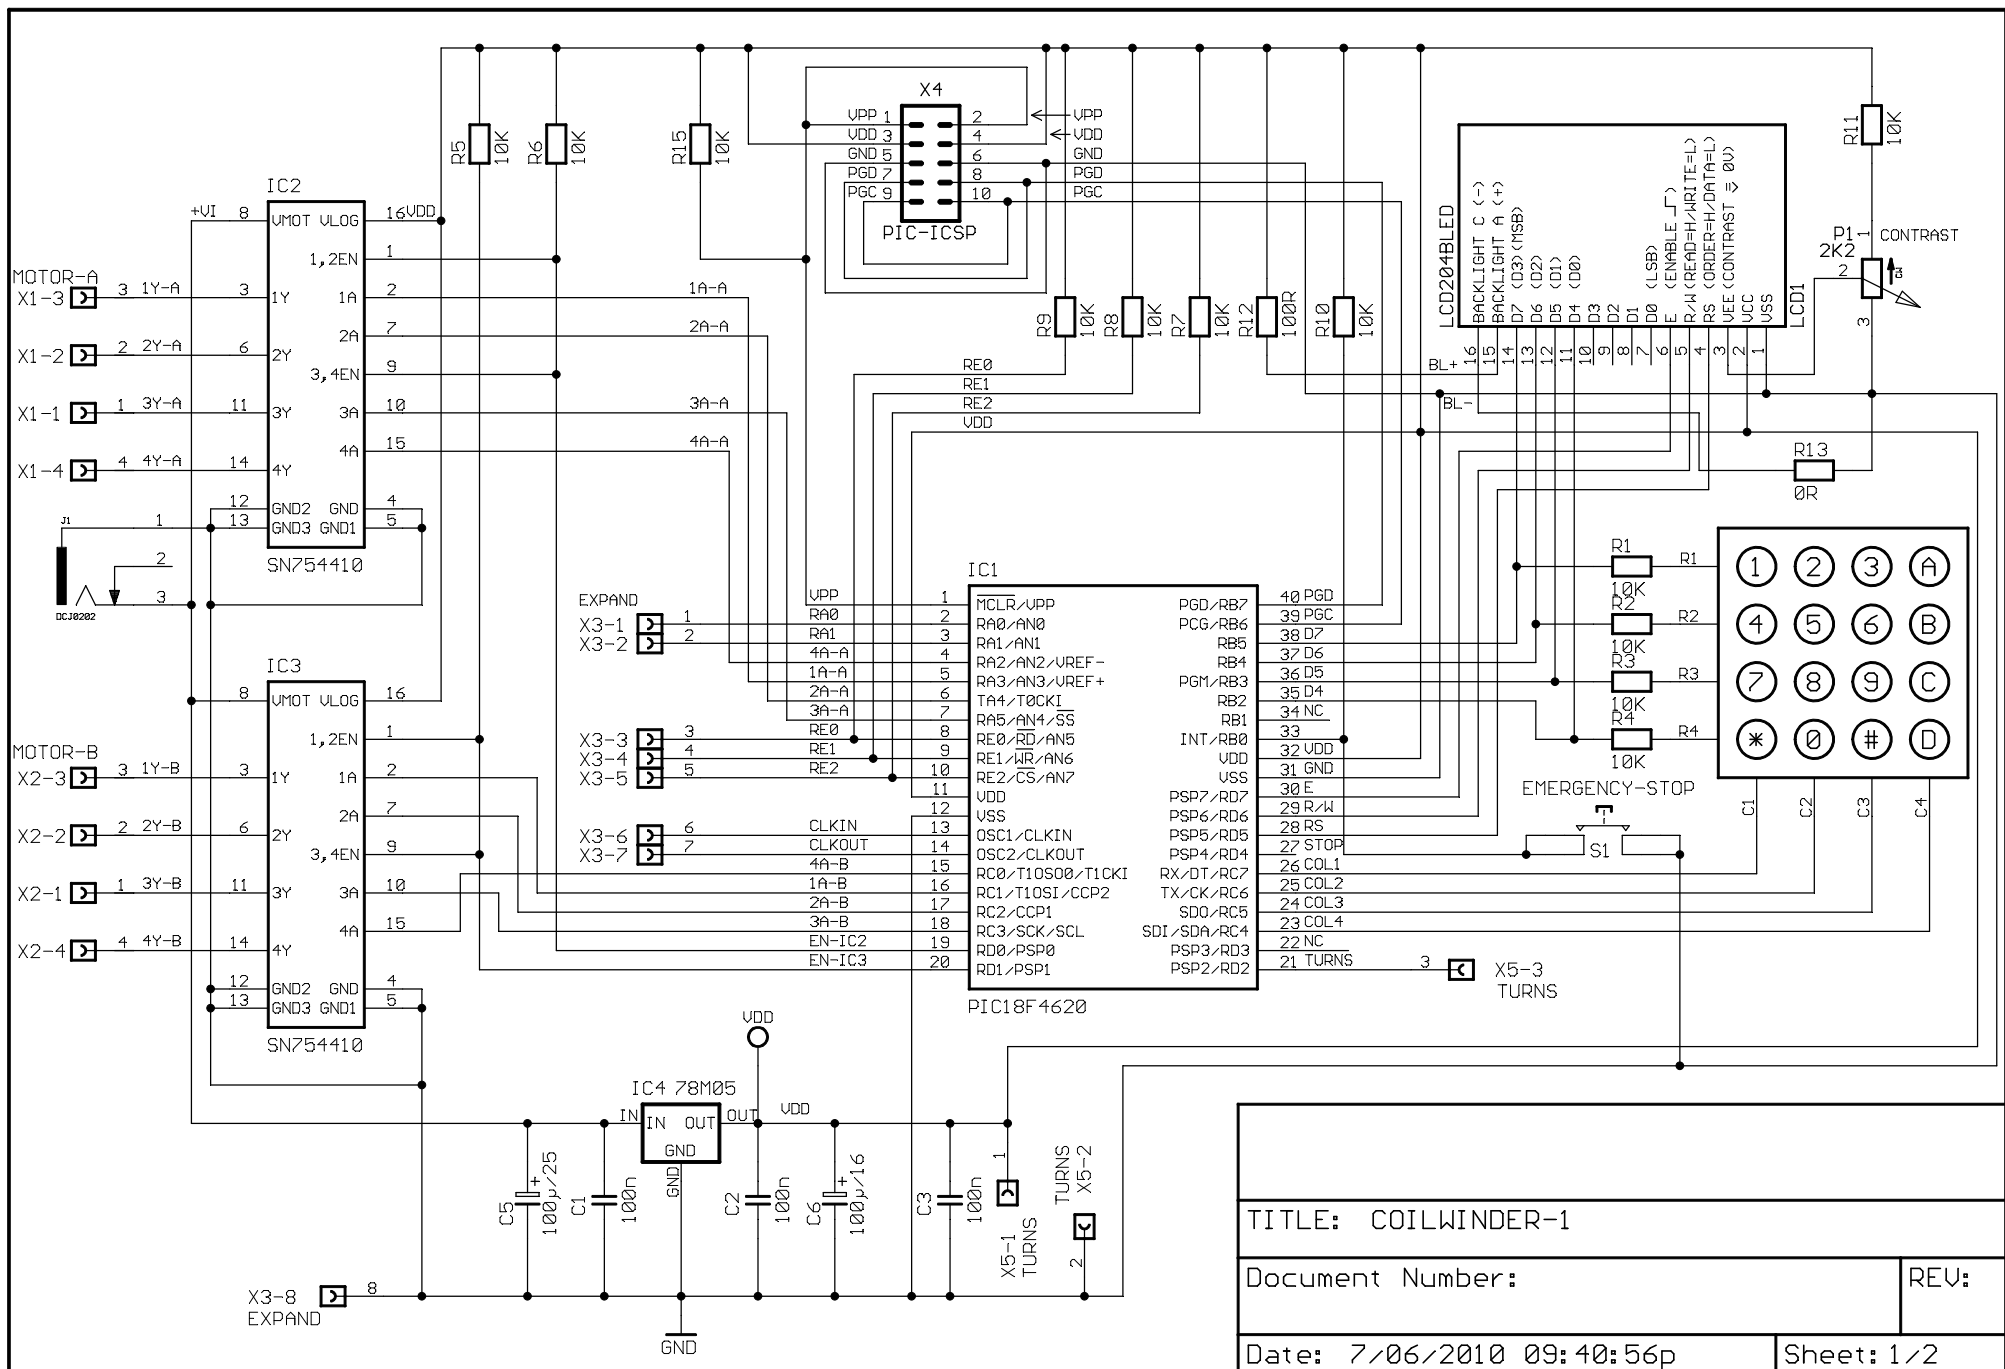 X4
VPP 1 2 VPP
VDD 3 4 VDD
GND 5 6 GND
PGD 7 8 PGD
PGC 9 10 PGC
PIC-ICSP
R5 10K
R6 10K
R15 10K
R9 10K
R8 10K
R7 10K
R12 100R
R10 10K
R11 10K
P1
2K2
1 CONTRAST
2
3
CW
LCD204BLED
LCD1
BACKLIGHT C (-) 16
BACKLIGHT A (+) 15
D7 (D3)(MSB) 14
D6 (D2) 13
D5 (D1) 12
D4 (D0) 11
D3 10
D2 9
D1 8
D0 (LSB) 7
E (ENABLE) 6
R/W(READ=H/WRITE=L) 5
RS (ORDER=H/DATA=L) 4
VEE(CONTRAST = 0V) 3
VCC 2
VSS 1
BL+
BL-
R13
0R
IC2
+VI 8 VMOT VLOG 16 VDD
1,2EN 1
MOTOR-A
X1-3 3 1Y-A 3 1Y 1A 2 1A-A
2A 7 2A-A
X1-2 2 2Y-A 6 2Y
3,4EN 9
X1-1 1 3Y-A 11 3Y 3A 10 3A-A
4A 15 4A-A
X1-4 4 4Y-A 14 4Y
12 GND2 GND 4
13 GND3 GND1 5
SN754410
J1
1
2
3
DCJ0202
RE0
RE1
RE2
VDD
IC3
8 VMOT VLOG 16
1,2EN 1
MOTOR-B
X2-3 3 1Y-B 3 1Y 1A 2
2A 7
X2-2 2 2Y-B 6 2Y
3,4EN 9
X2-1 1 3Y-B 11 3Y 3A 10
4A 15
X2-4 4 4Y-B 14 4Y
12 GND2 GND 4
13 GND3 GND1 5
SN754410
EXPAND
X3-1 1
X3-2 2
X3-3 3
X3-4 4
X3-5 5
X3-6 6
X3-7 7
IC1
VPP 1 MCLR/VPP PGD/RB7 40 PGD
RA0 2 RA0/AN0 PCG/RB6 39 PGC
RA1 3 RA1/AN1 RB5 38 D7
4A-A 4 RA2/AN2/VREF- RB4 37 D6
1A-A 5 RA3/AN3/VREF+ PGM/RB3 36 D5
2A-A 6 TA4/T0CKI RB2 35 D4
3A-A 7 RA5/AN4/SS RB1 34 NC
RE0 8 RE0/RD/AN5 INT/RB0 33
RE1 9 RE1/WR/AN6 VDD 32 VDD
RE2 10 RE2/CS/AN7 VSS 31 GND
11 VDD PSP7/RD7 30 E
12 VSS PSP6/RD6 29 R/W
CLKIN 13 OSC1/CLKIN PSP5/RD5 28 RS
CLKOUT 14 OSC2/CLKOUT PSP4/RD4 27 STOP
4A-B 15 RC0/T1OSO0/T1CKI RX/DT/RC7 26 COL1
1A-B 16 RC1/T1OSI/CCP2 TX/CK/RC6 25 COL2
2A-B 17 RC2/CCP1 SDO/RC5 24 COL3
3A-B 18 RC3/SCK/SCL SDI/SDA/RC4 23 COL4
EN-IC2 19 RD0/PSP0 PSP3/RD3 22 NC
EN-IC3 20 RD1/PSP1 PSP2/RD2 21 TURNS
PIC18F4620
3 X5-3
TURNS
R1 10K R1
R2 10K R2
R3 10K R3
R4 10K R4
1 2 3 A
4 5 6 B
7 8 9 C
* 0 # D
C1 C2 C3 C4
EMERGENCY-STOP
S1
VDD
IC4 78M05
IN IN OUT OUT VDD
GND
GND
C5 + 100µ/25
C1 100n
C2 100n
C6 + 100µ/16
C3 100n
1
X5-1
TURNS
TURNS
X5-2
2
X3-8 8
EXPAND
GND
TITLE: COILWINDER-1
Document Number:
REV:
Date: 7/06/2010 09:40:56p
Sheet: 1/2